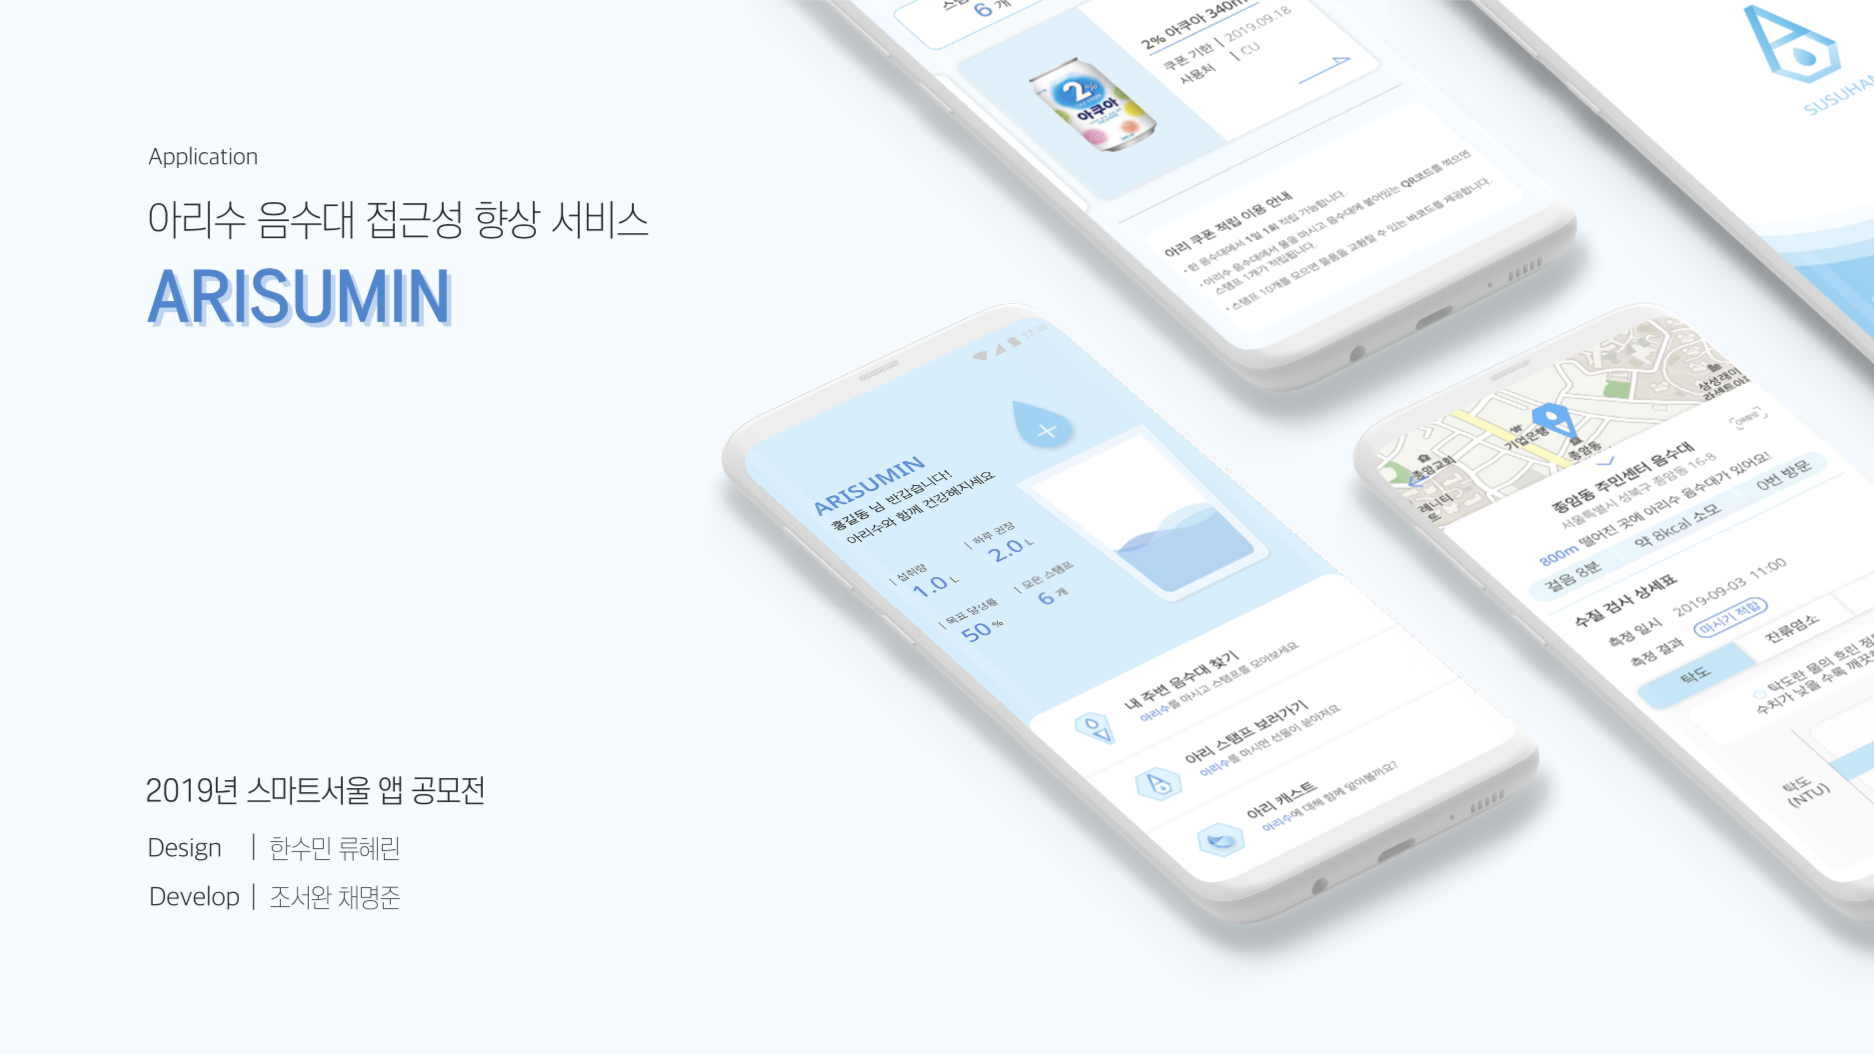 Application
아리수 음수대 접근성 향상 서비스
ARISUMIN
2019년 스마트서울 앱 공모전
Design | 한수민 류혜린
Develop | 조서완 채명준
6 개
2% 아쿠아 340m
쿠폰 기한 | 2019.09.18
사용처 | CU
2%
아쿠아
아리 쿠폰 적립 이용 안내
· 한 음수대에서 1일 1회 적립 가능합니다.
· 아리수 음수대에서 물을 마시고 음수대에 붙어있는 QR코드를 찍으면
스탬프 1개가 적립됩니다.
· 스탬프 10개를 모으면 물품을 교환할 수 있는 바코드를 제공합니다.
SUSUHAN
12:30
ARISUMIN
홍길동 님 반갑습니다!
아리수와 함께 건강해지세요
| 섭취량
1.0 L
| 하루 권장
2.0 L
| 목표 달성률
50 %
| 모은 스탬프
6 개
내 주변 음수대 찾기
아리수를 마시고 스탬프를 모아보세요
아리 스탬프 보러가기
아리수를 마시면 선물이 쏟아져요
아리 캐스트
아리수에 대해 함께 알아볼까요?
삼성래미
라세트아파
기업은행
종암동
종암교회
레니티
트
종암동 주민센터 음수대
서울특별시 성북구 종암동 16-8
800m 떨어진 곳에 아리수 음수대가 있어요!
걸음 8분 약 8kcal 소모 0번 방문
수질 검사 상세표
측정 일시 2019-09-03 11:00
측정 결과 마시기 적합
탁도 잔류염소
탁도란 물의 흐린 정
수치가 낮을 수록 깨끗
탁도
(NTU)